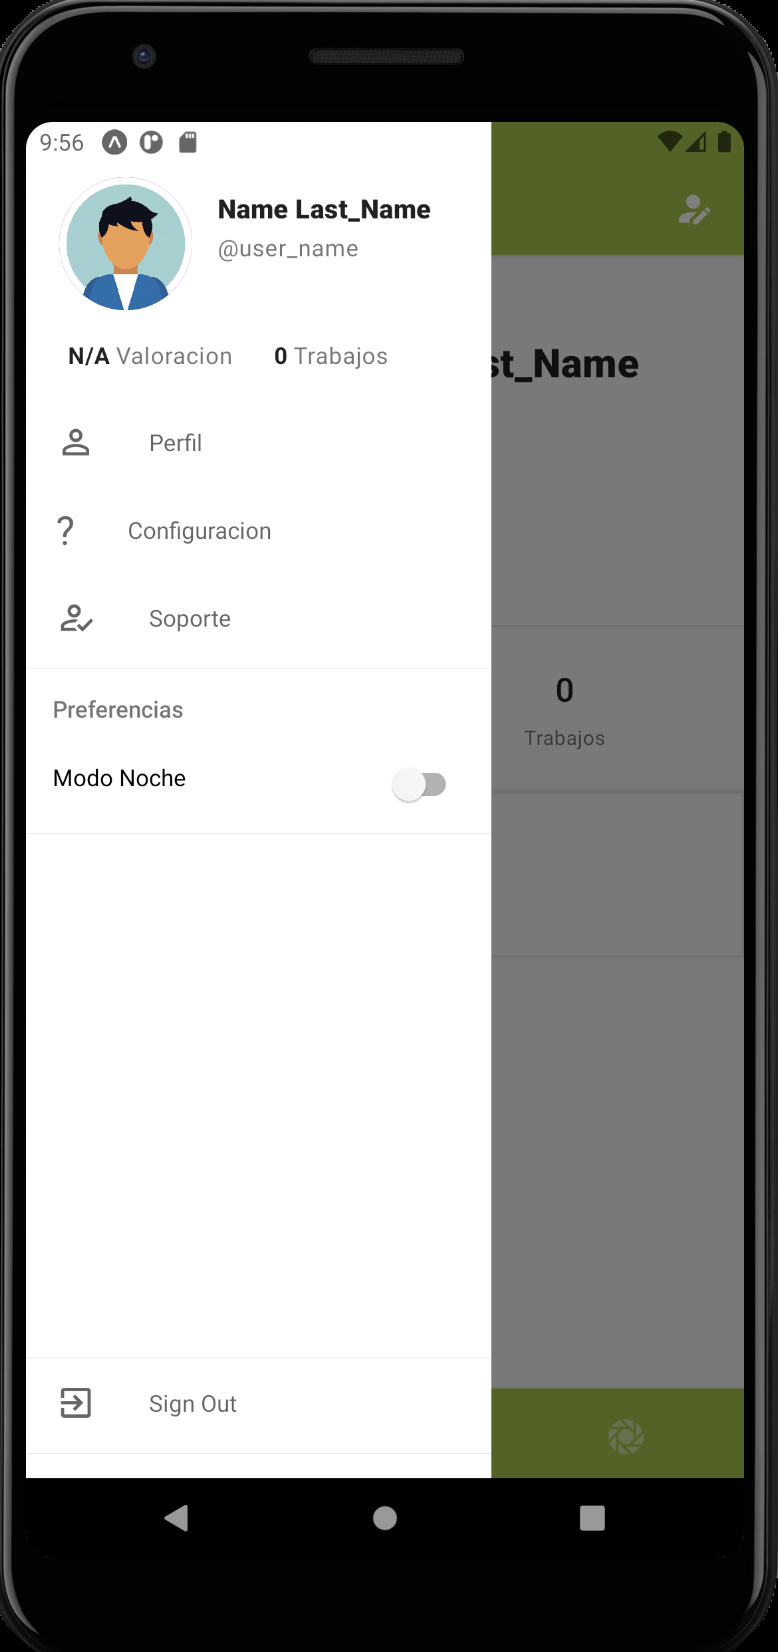 9:56
Name Last_Name
@user_name
N/A Valoracion 0 Trabajos
st_Name
Perfil
? Configuracion
Soporte
0
Preferencias
Trabajos
Modo Noche
Sign Out